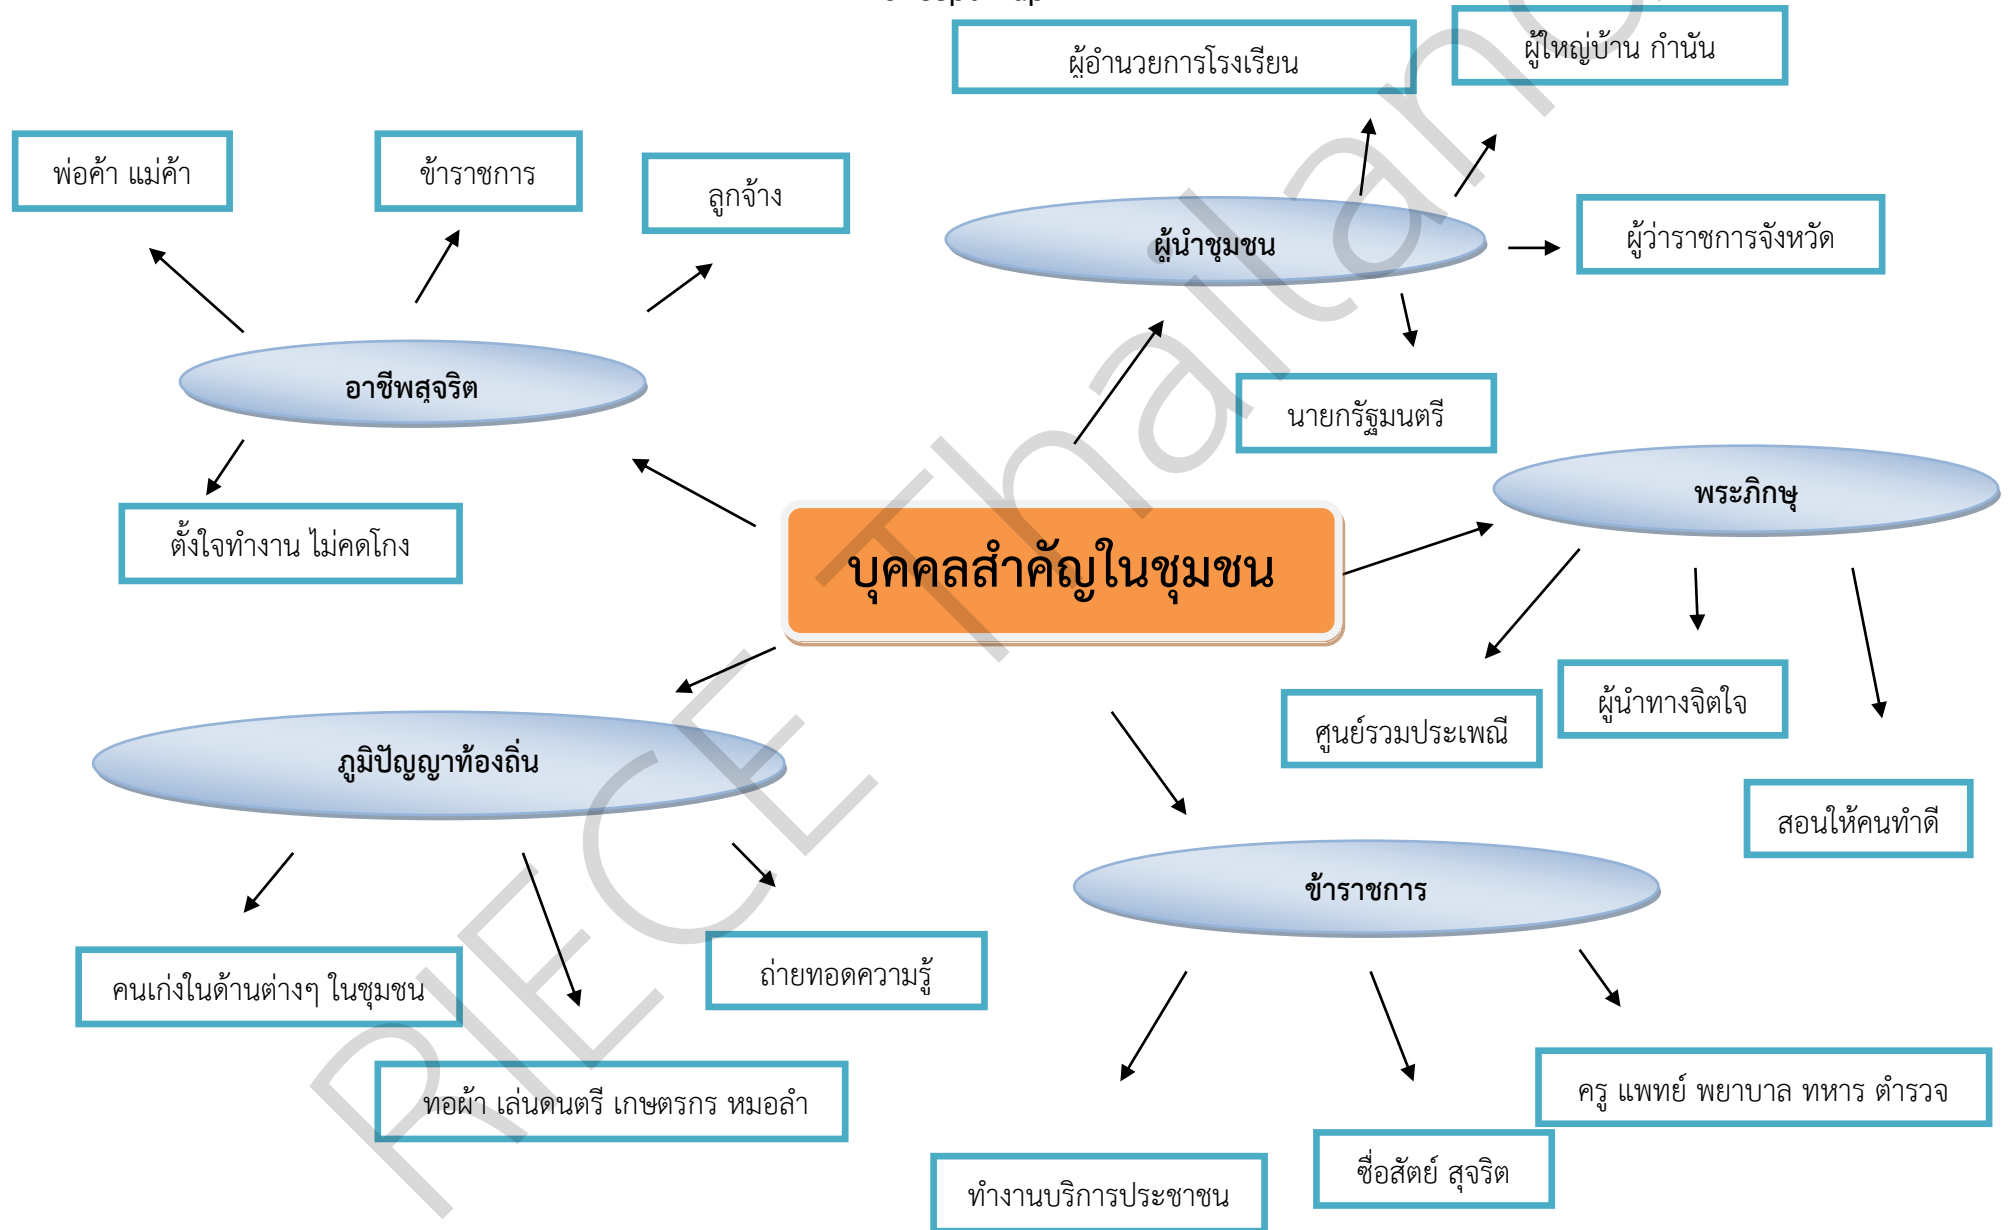 ผู้อำนวยการโรงเรียน
ผู้ใหญ่บ้าน กำนัน
พ่อค้า แม่ค้า
ข้าราชการ
ลูกจ้าง
ผู้นำชุมชน
ผู้ว่าราชการจังหวัด
อาชีพสุจริต
นายกรัฐมนตรี
พระภิกษุ
ตั้งใจทำงาน ไม่คดโกง
บุคคลสำคัญในชุมชน
ผู้นำทางจิตใจ
ศูนย์รวมประเพณี
ภูมิปัญญาท้องถิ่น
สอนให้คนทำดี
ข้าราชการ
ถ่ายทอดความรู้
คนเก่งในด้านต่างๆ ในชุมชน
ครู แพทย์ พยาบาล ทหาร ตำรวจ
ทอผ้า เล่นดนตรี เกษตรกร หมอลำ
ซื่อสัตย์ สุจริต
ทำงานบริการประชาชน
RIECE Thailand